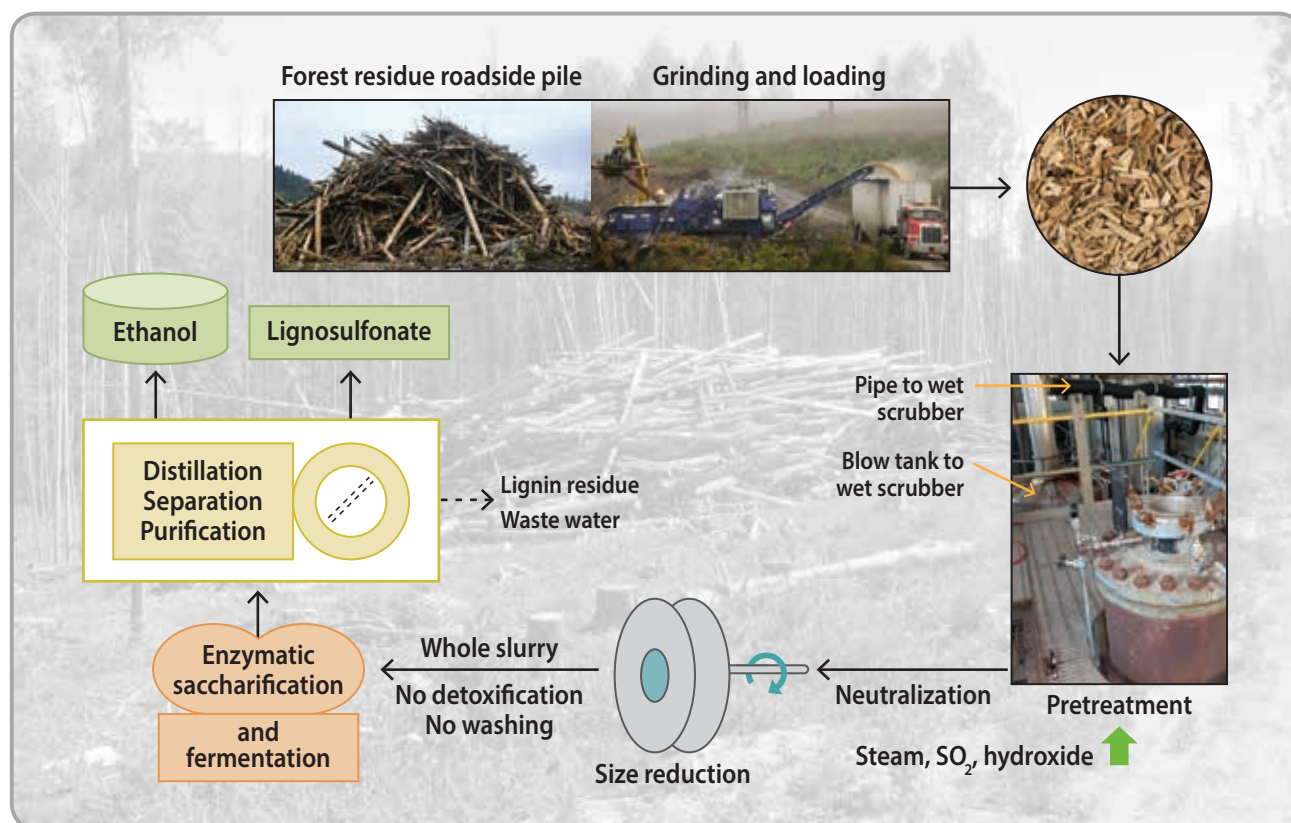 Forest residue roadside pile
Grinding and loading
Ethanol
Lignosulfonate
Pipe to wet
scrubber
Blow tank to
wet scrubber
Distillation
Separation
Purification
Lignin residue
Waste water
Enzymatic
saccharification
and
fermentation
Whole slurry
No detoxification
No washing
Size reduction
Neutralization
Pretreatment
Steam, SO₂, hydroxide